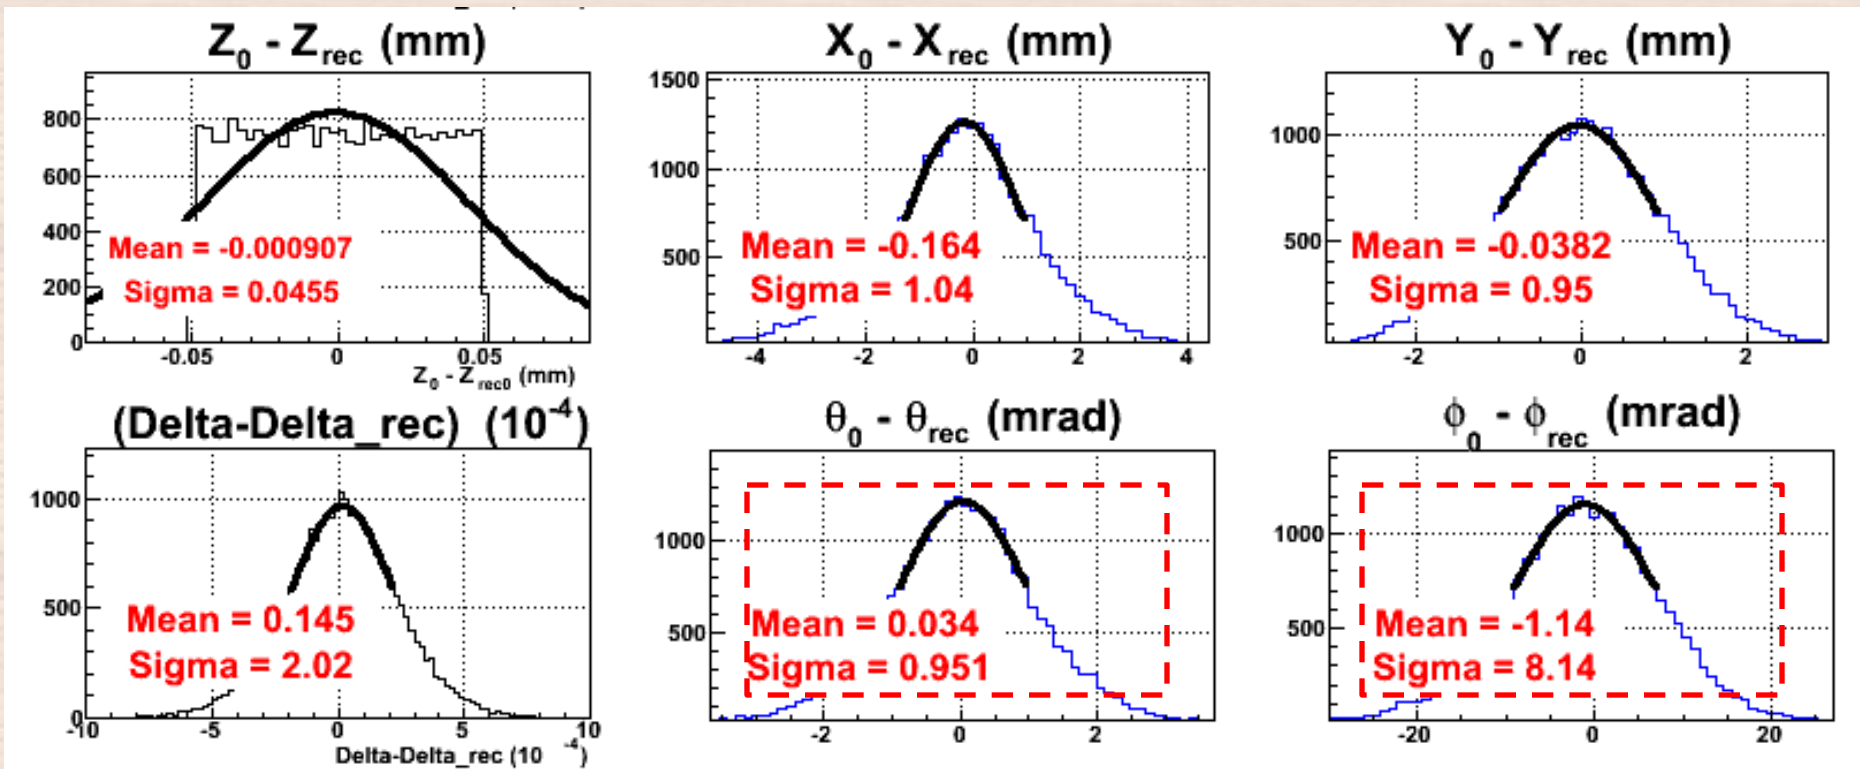 Z0 - Zrec (mm)
800
600
400
200
0
Mean = -0.000907
Sigma = 0.0455
-0.05 0 0.05
Z0 - Zrec0 (mm)
X0 - Xrec (mm)
1500
1000
500
Mean = -0.164
Sigma = 1.04
-4 -2 0 2 4
Y0 - Yrec (mm)
1000
500
Mean = -0.0382
Sigma = 0.95
-2 0 2
(Delta-Delta_rec) (10-4)
1000
500
0
Mean = 0.145
Sigma = 2.02
-10 -5 0 5 10
Delta-Delta_rec (10 -4)
θ0 - θrec (mrad)
1000
500
Mean = 0.034
Sigma = 0.951
-2 0 2
ϕ0 - ϕrec (mrad)
1000
500
Mean = -1.14
Sigma = 8.14
-20 0 20